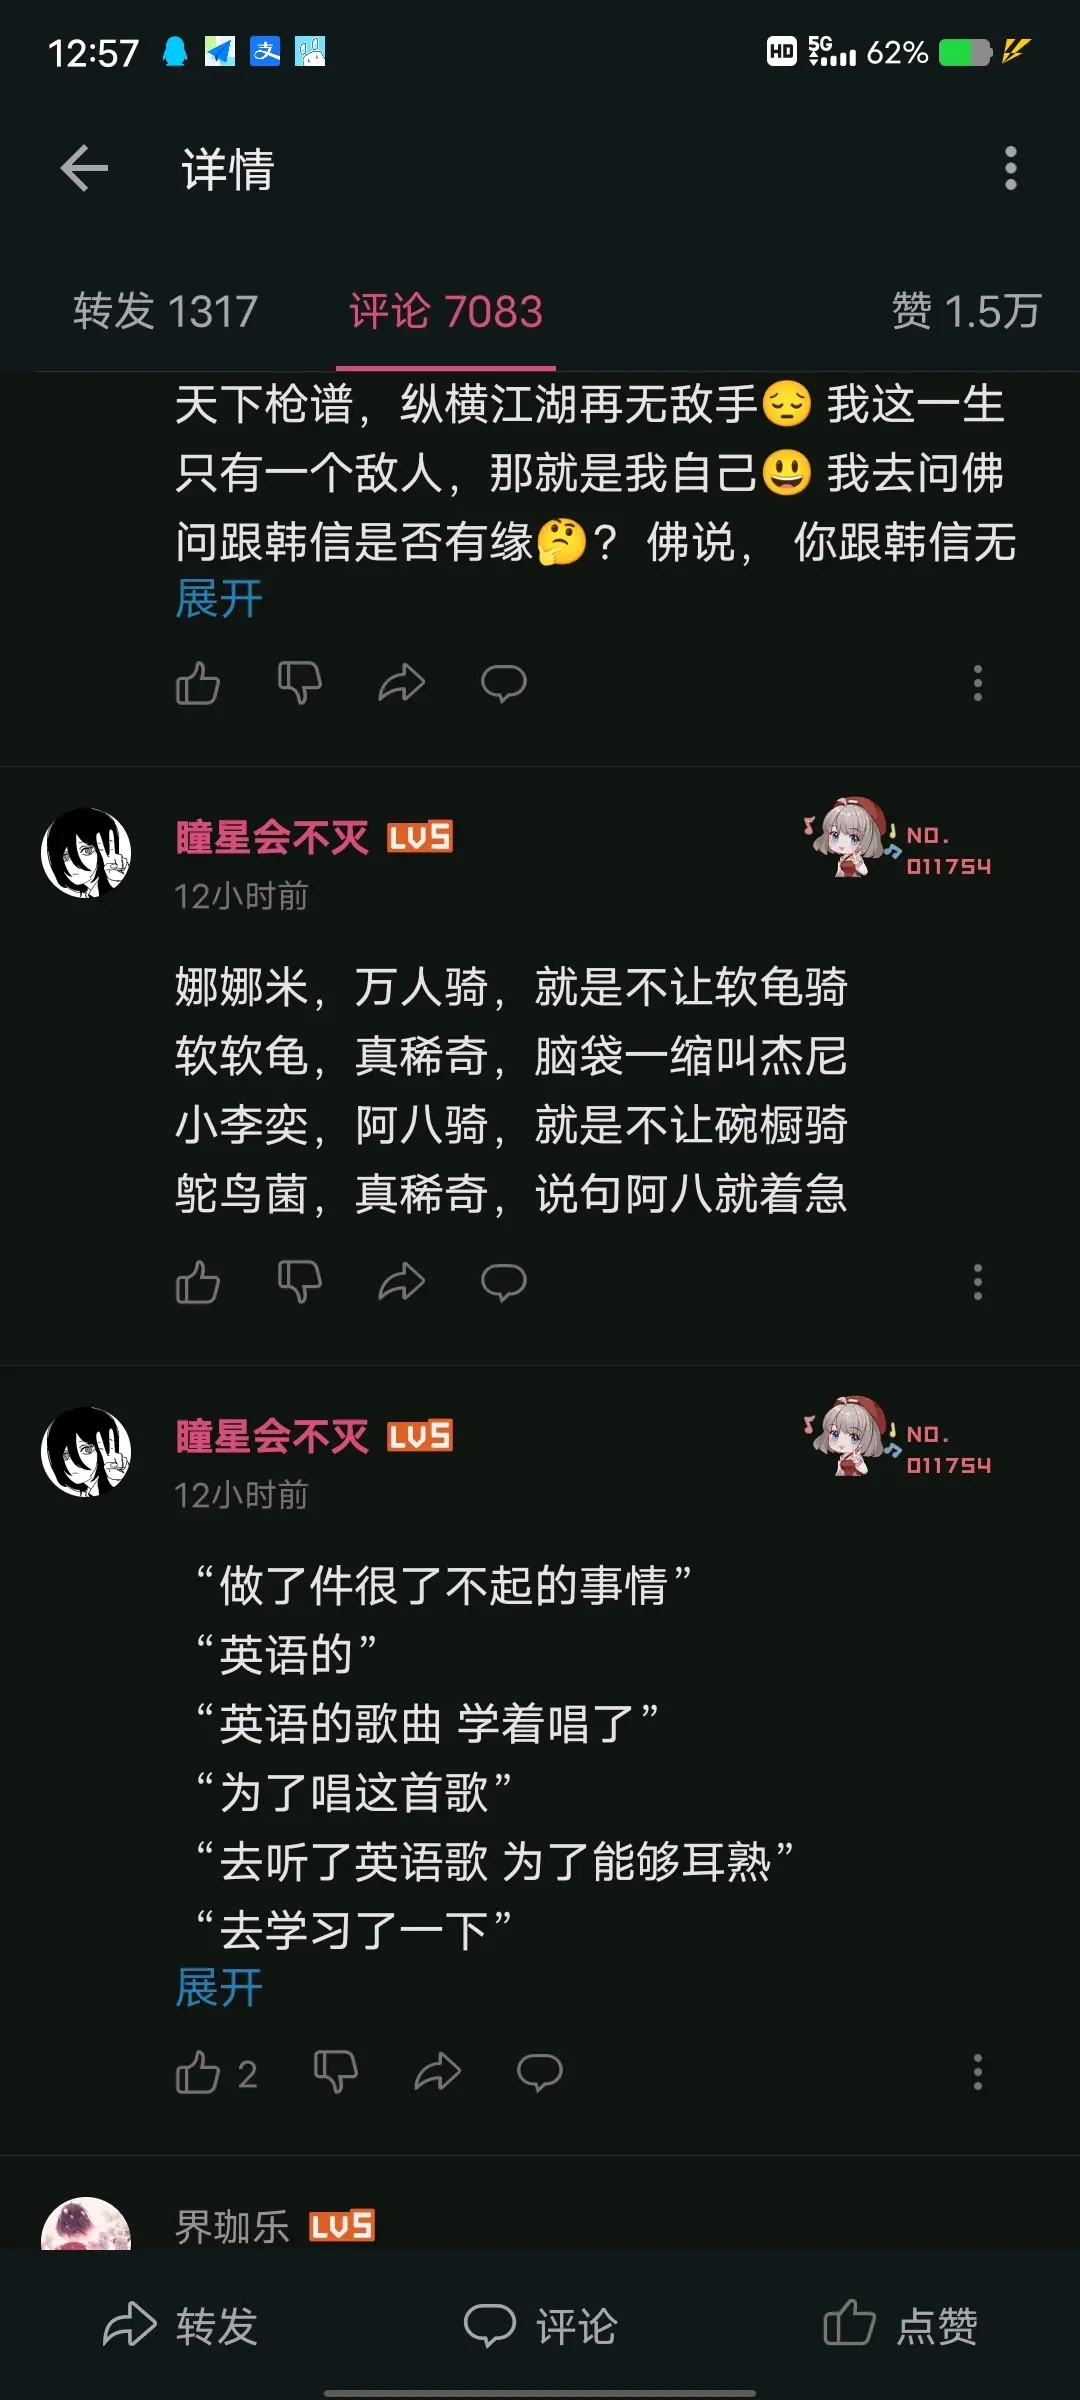 12:57 HD 5G 62%
详情
转发 1317 评论 7083 赞 1.5万
天下枪谱，纵横江湖再无敌手😔 我这一生
只有一个敌人，那就是我自己😃 我去问佛
问跟韩信是否有缘🤔？ 佛说， 你跟韩信无
展开
瞳星会不灭 LV5
NO.
011754
12小时前
娜娜米，万人骑，就是不让软龟骑
软软龟，真稀奇，脑袋一缩叫杰尼
小李奕，阿八骑，就是不让碗橱骑
鸵鸟菌，真稀奇，说句阿八就着急
瞳星会不灭 LV5
NO.
011754
12小时前
“做了件很了不起的事情”
“英语的”
“英语的歌曲 学着唱了”
“为了唱这首歌”
“去听了英语歌 为了能够耳熟”
“去学习了一下”
展开
2
界珈乐 LV5
转发 评论 点赞